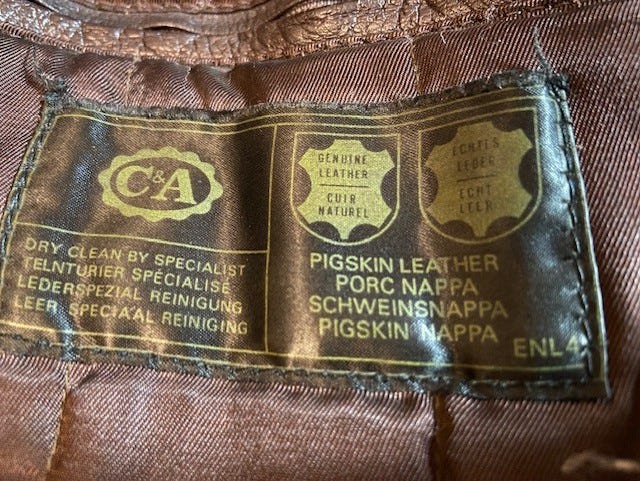 C&A
DRY CLEAN BY SPECIALIST
TEINTURIER SPÉCIALISÉ
LEDERSPEZIAL REINIGUNG
LEER SPECIAAL REINIGING
GENUINE
LEATHER
CUIR
NATUREL
ECHTES
LEDER
ECHT
LEER
PIGSKIN LEATHER
PORC NAPPA
SCHWEINSNAPPA
PIGSKIN NAPPA
ENL4